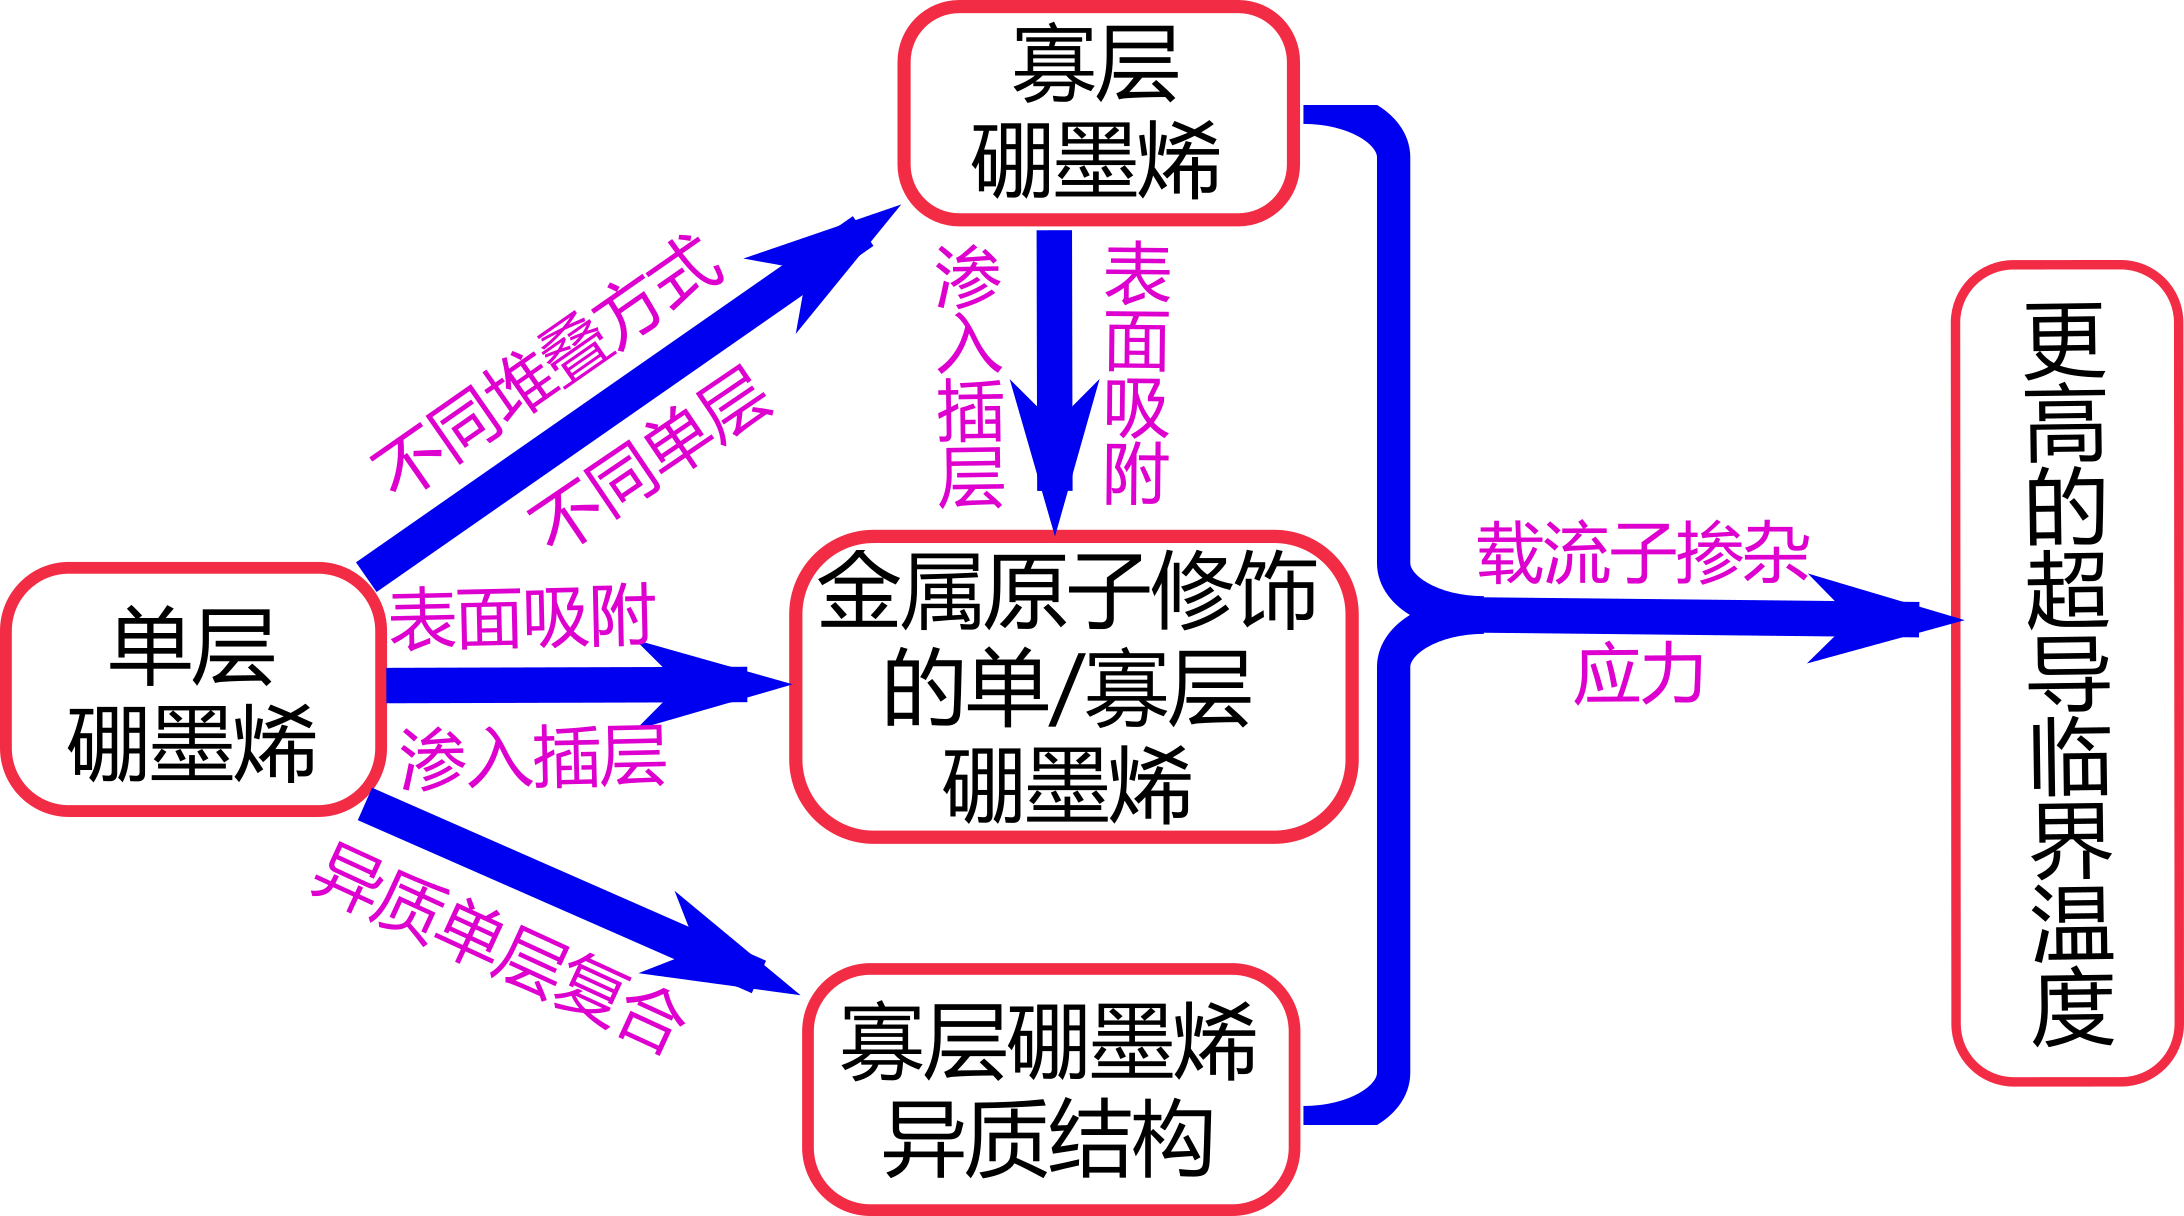 寡层
硼墨烯
不同堆叠方式
不同单层
渗入插层
表面吸附
单层
硼墨烯
表面吸附
渗入插层
金属原子修饰
的单/寡层
硼墨烯
异质单层复合
寡层硼墨烯
异质结构
载流子掺杂
应力
更高的超导临界温度